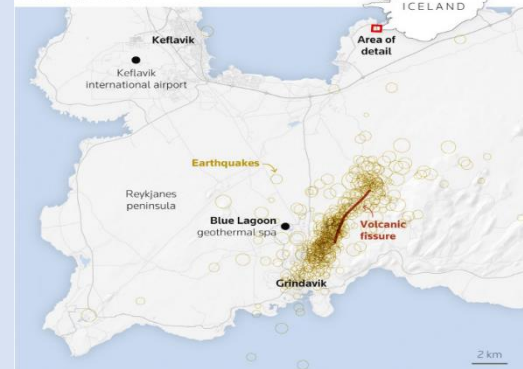 ICELAND
Keflavik
Area of
detail
Keflavik
international airport
Earthquakes
Reykjanes
peninsula
Blue Lagoon
geothermal spa
Volcanic
fissure
Grindavik
2 km